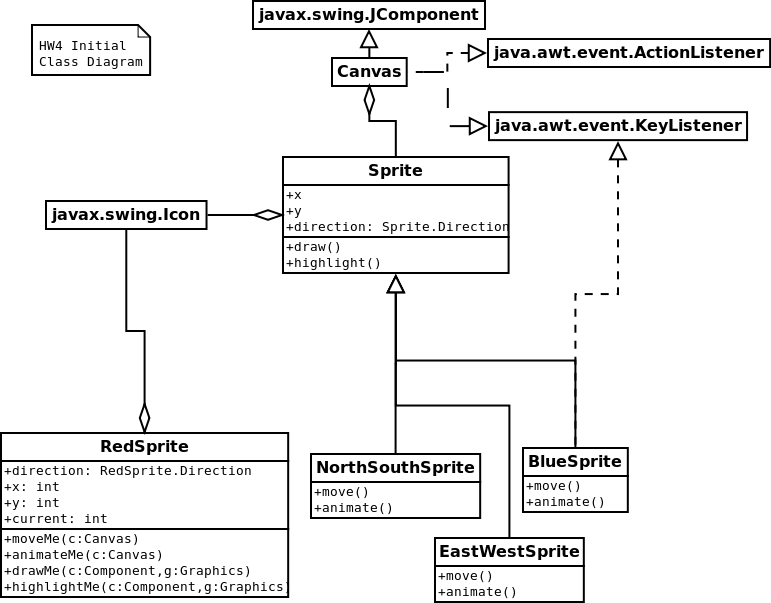 javax.swing.JComponent
HW4 Initial
Class Diagram
java.awt.event.ActionListener
Canvas
java.awt.event.KeyListener
Sprite
+x
+y
+direction: Sprite.Direction
+draw()
+highlight()
javax.swing.Icon
RedSprite
+direction: RedSprite.Direction
+x: int
+y: int
+current: int
+moveMe(c:Canvas)
+animateMe(c:Canvas)
+drawMe(c:Component,g:Graphics)
+highlightMe(c:Component,g:Graphics)
NorthSouthSprite
+move()
+animate()
BlueSprite
+move()
+animate()
EastWestSprite
+move()
+animate()